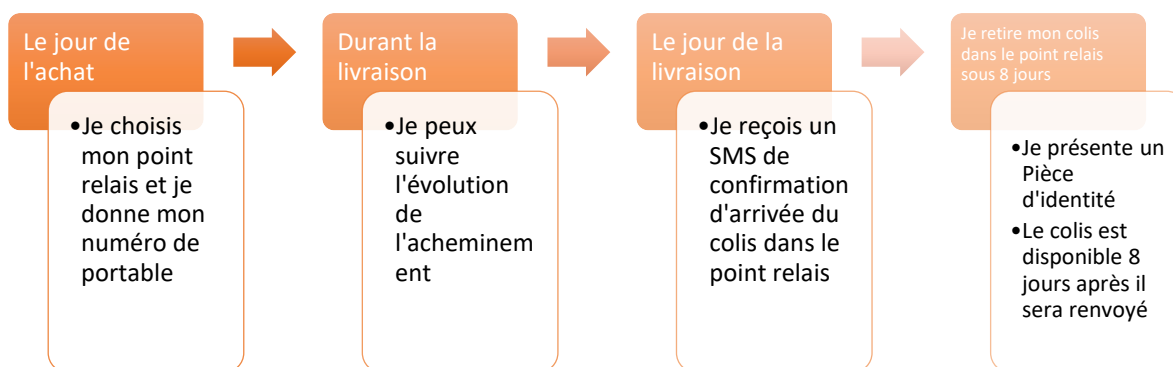 Le jour de
l'achat
•Je choisis
mon point
relais et je
donne mon
numéro de
portable
Durant la
livraison
•Je peux
suivre
l'évolution
de
l'acheminem
ent
Le jour de la
livraison
•Je reçois un
SMS de
confirmation
d'arrivée du
colis dans le
point relais
Je retire mon colis
dans le point relais
sous 8 jours
•Je présente un
Pièce
d'identité
•Le colis est
disponible 8
jours après il
sera renvoyé